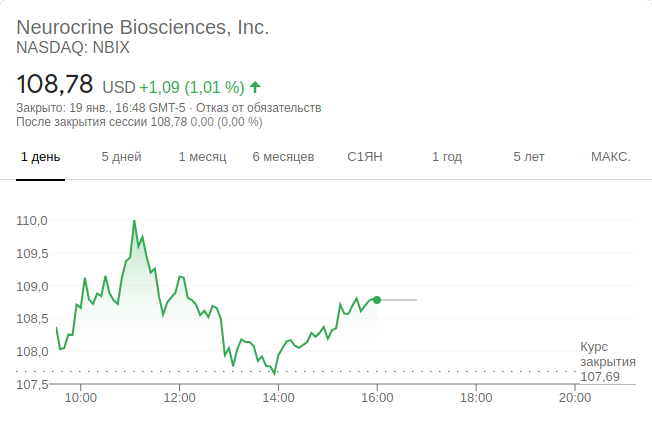 Neurocrine Biosciences, Inc.
NASDAQ: NBIX
108,78 USD +1,09 (1,01 %)
Закрыто: 19 янв., 16:48 GMT-5 · Отказ от обязательств
После закрытия сессии 108,78 0,00 (0,00 %)
1 день 5 дней 1 месяц 6 месяцев С1ЯН 1 год 5 лет МАКС.
110,0
109,5
109,0
108,5
108,0
107,5
Курс
закрытия
107,69
10:00 12:00 14:00 16:00 18:00 20:00